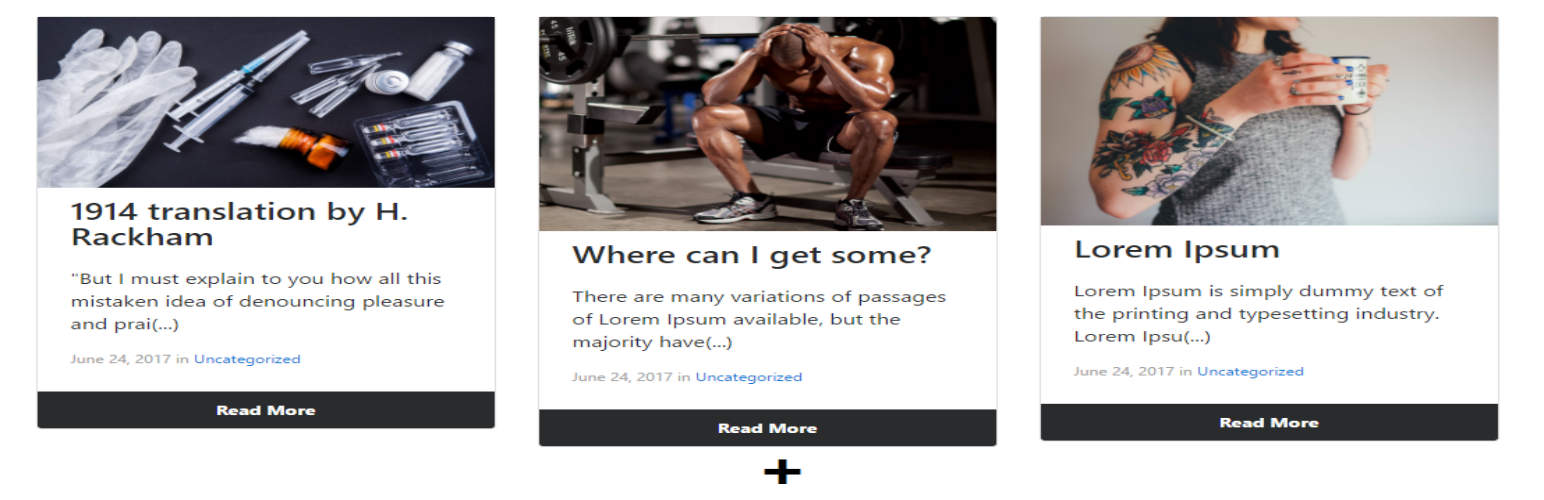 1914 translation by H.
Rackham
"But I must explain to you how all this
mistaken idea of denouncing pleasure
and prai(...)
June 24, 2017 in Uncategorized
Read More
Where can I get some?
There are many variations of passages
of Lorem Ipsum available, but the
majority have(...)
June 24, 2017 in Uncategorized
Read More
Lorem Ipsum
Lorem Ipsum is simply dummy text of
the printing and typesetting industry.
Lorem Ipsu(...)
June 24, 2017 in Uncategorized
Read More
+